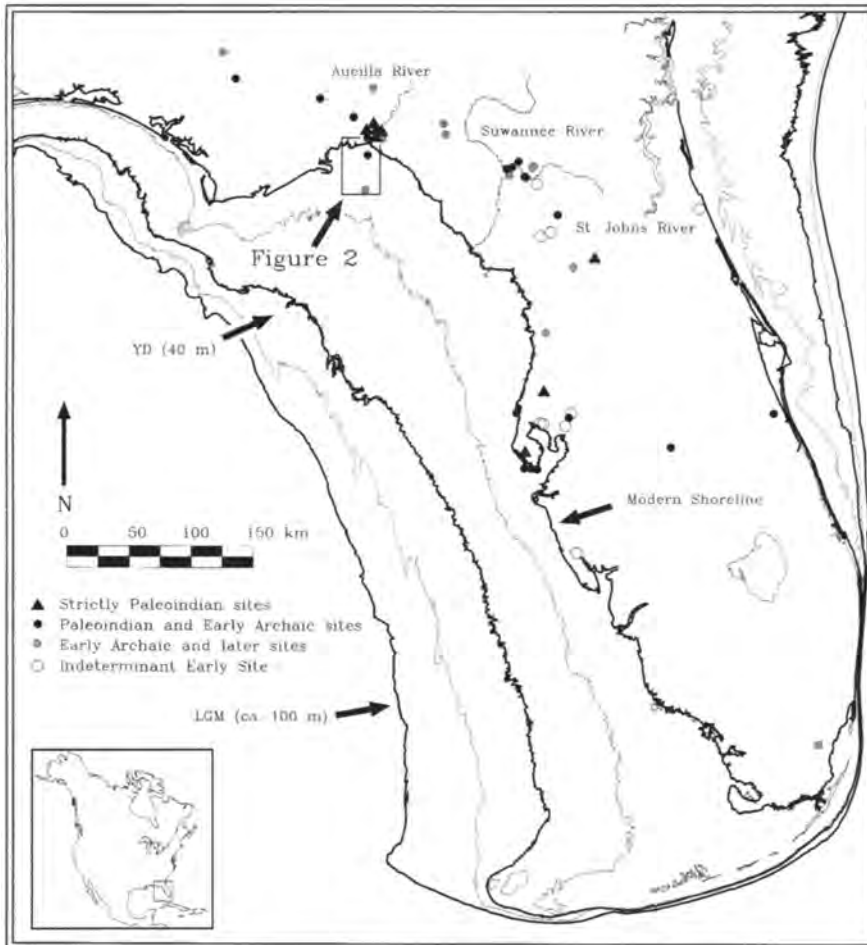 Aucilla River
Suwannee River
St. Johns River
Figure 2
YD (40 m)
N
0 50 100 150 km
Modern Shoreline
Strictly Paleoindian sites
Paleoindian and Early Archaic sites
Early Archaic and later sites
Indeterminant Early Site
LGM (ca. 100 m)